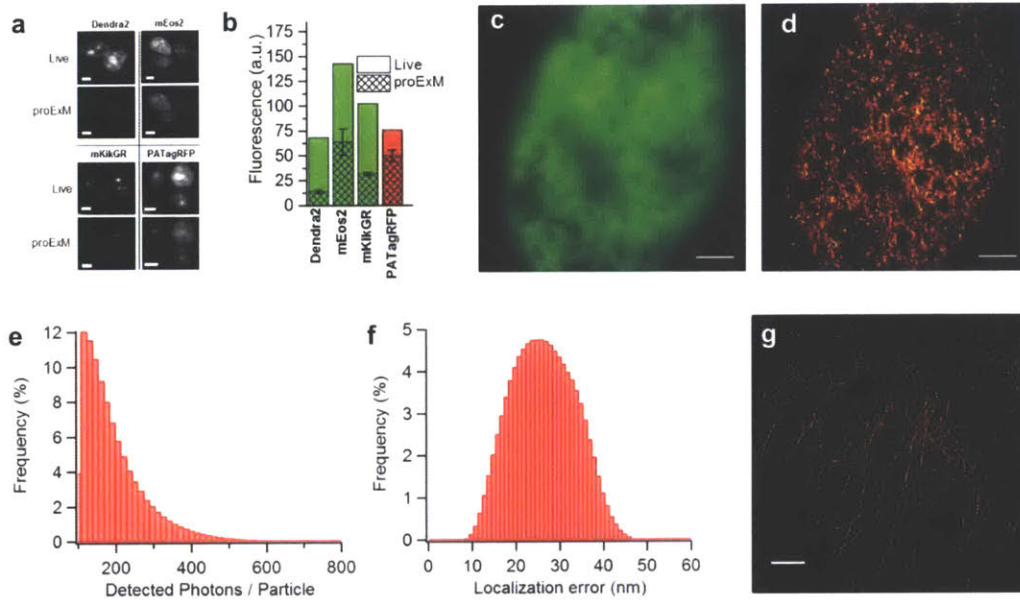 a
Dendra2 mEos2
Live
proExM
mKikGR PATagRFP
Live
proExM
b
Fluorescence (a.u.)
175
150
125
100
75
50
25
0
Live
proExM
Dendra2
mEos2
mKikGR
PATagRFP
c
d
e
Frequency (%)
12
10
8
6
4
2
0
200 400 600 800
Detected Photons / Particle
f
Frequency (%)
5
4
3
2
1
0
0 10 20 30 40 50 60
Localization error (nm)
g